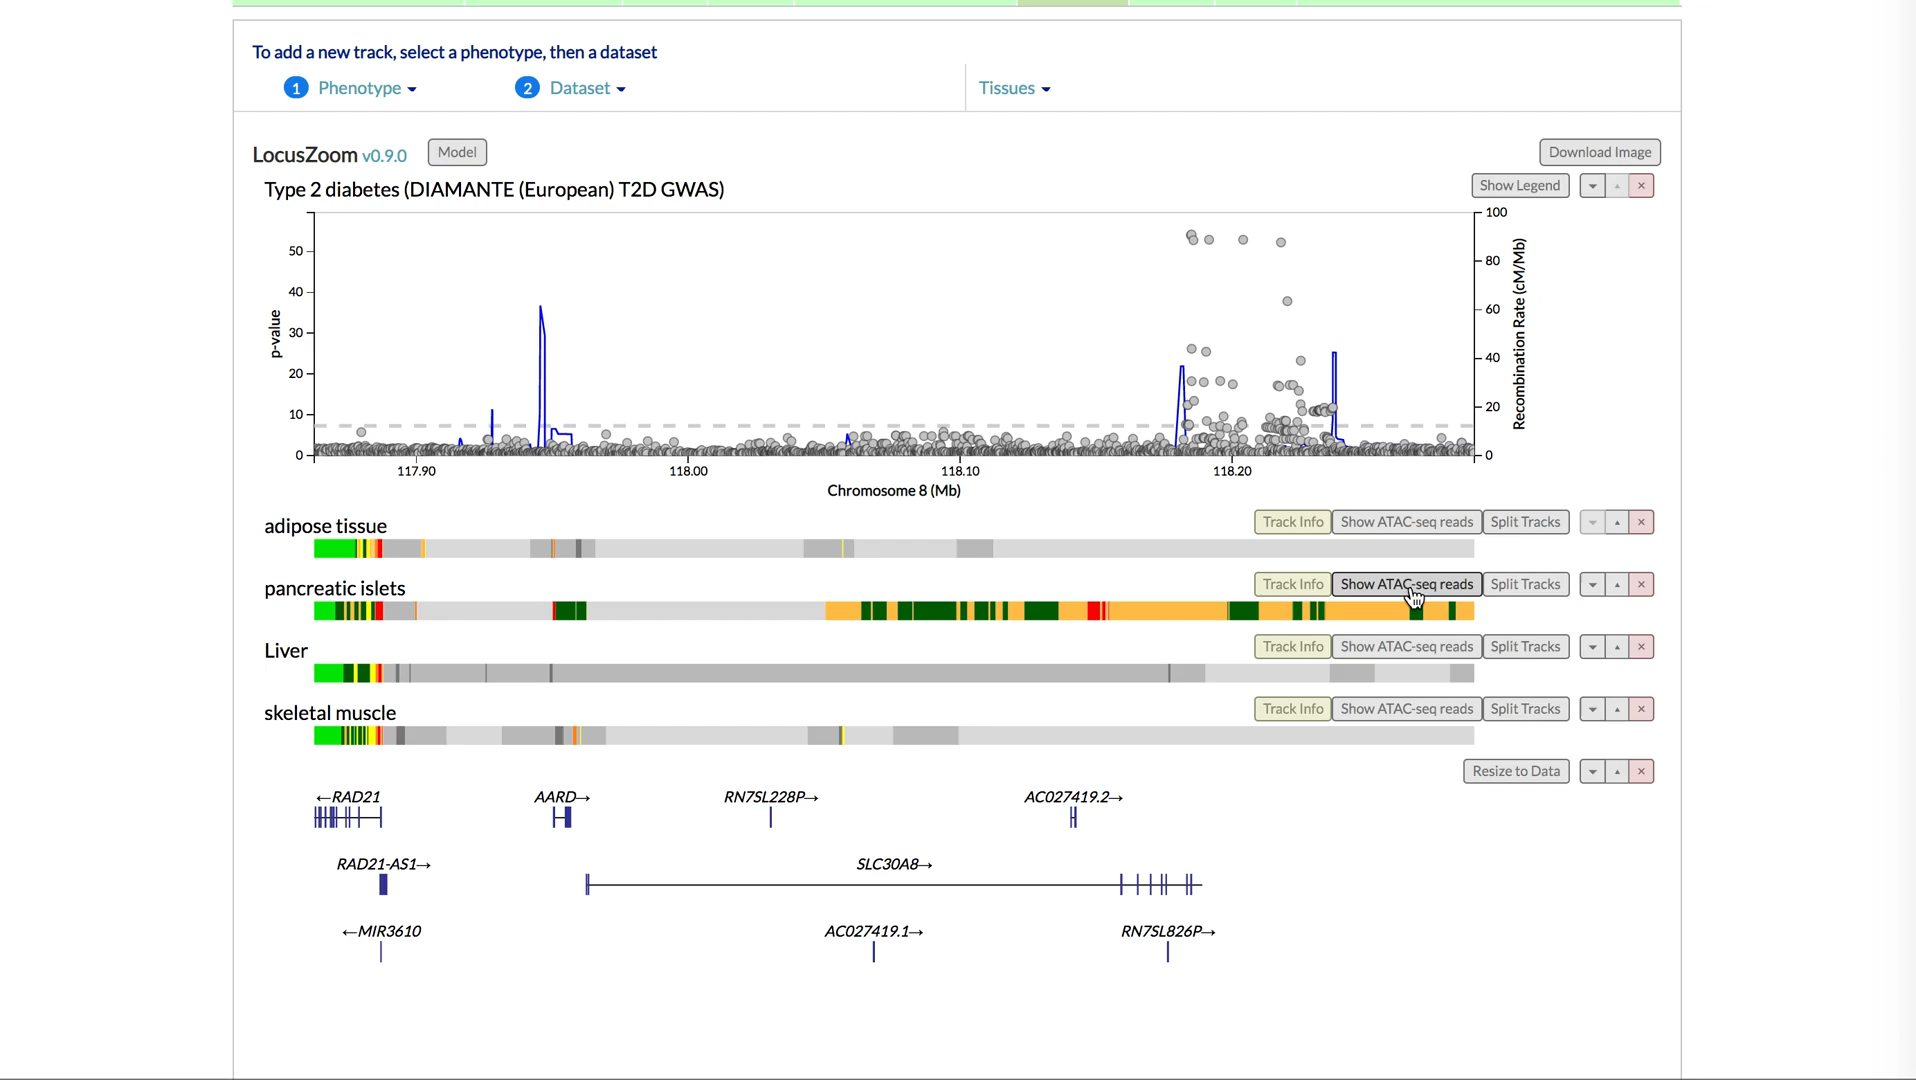 To add a new track, select a phenotype, then a dataset
1 Phenotype 2 Dataset Tissues
LocusZoom v0.9.0 Model Download Image
Type 2 diabetes (DIAMANTE (European) T2D GWAS) Show Legend
100
50
80
40
60
30
40
20
20
10
0 0
p-value
Recombination Rate (cM/Mb)
117.90 118.00 118.10 118.20
Chromosome 8 (Mb)
adipose tissue Track Info Show ATAC-seq reads Split Tracks
pancreatic islets Track Info Show ATAC-seq reads Split Tracks
Liver Track Info Show ATAC-seq reads Split Tracks
skeletal muscle Track Info Show ATAC-seq reads Split Tracks
Resize to Data
←RAD21 AARD→ RN7SL228P→ AC027419.2→
RAD21-AS1→ SLC30A8→
←MIR3610 AC027419.1→ RN7SL826P→